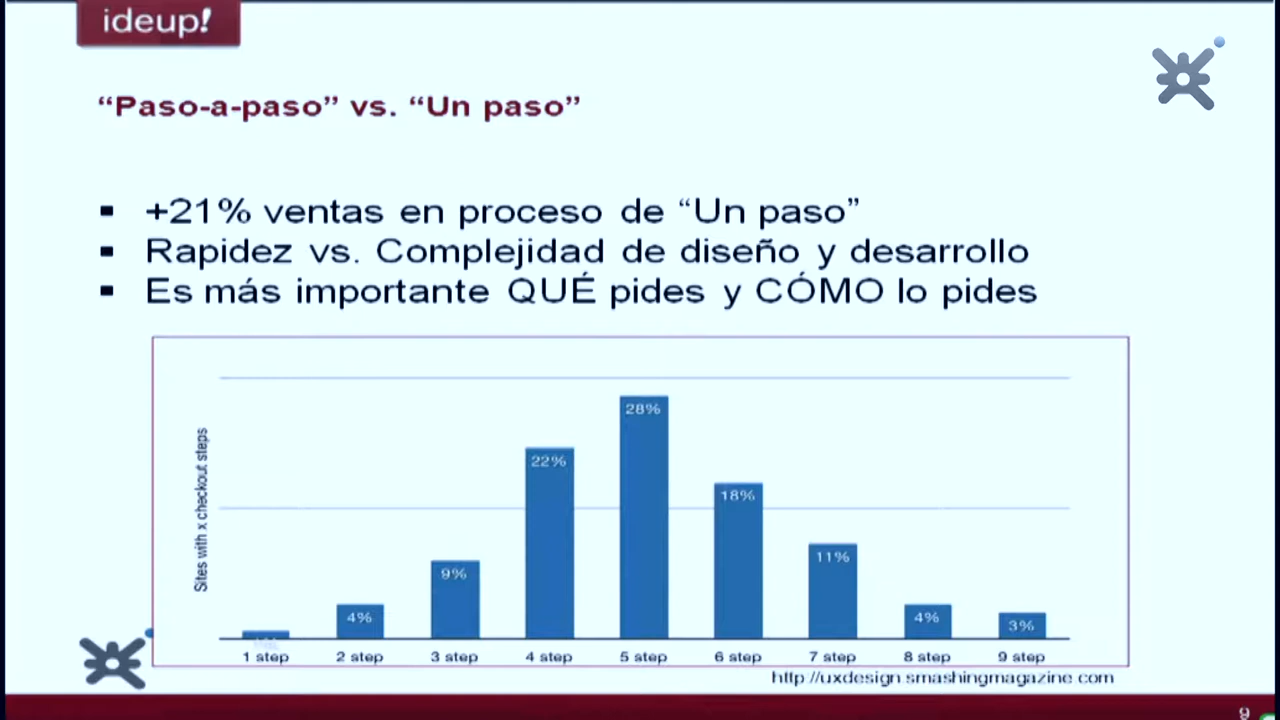 ideup!
“Paso-a-paso” vs. “Un paso”
▪ +21% ventas en proceso de “Un paso”
▪ Rapidez vs. Complejidad de diseño y desarrollo
▪ Es más importante QUÉ pides y CÓMO lo pides
Sites with x checkout steps
4% 9% 22% 28% 18% 11% 4% 3%
1 step 2 step 3 step 4 step 5 step 6 step 7 step 8 step 9 step
http://uxdesign.smashingmagazine.com
9